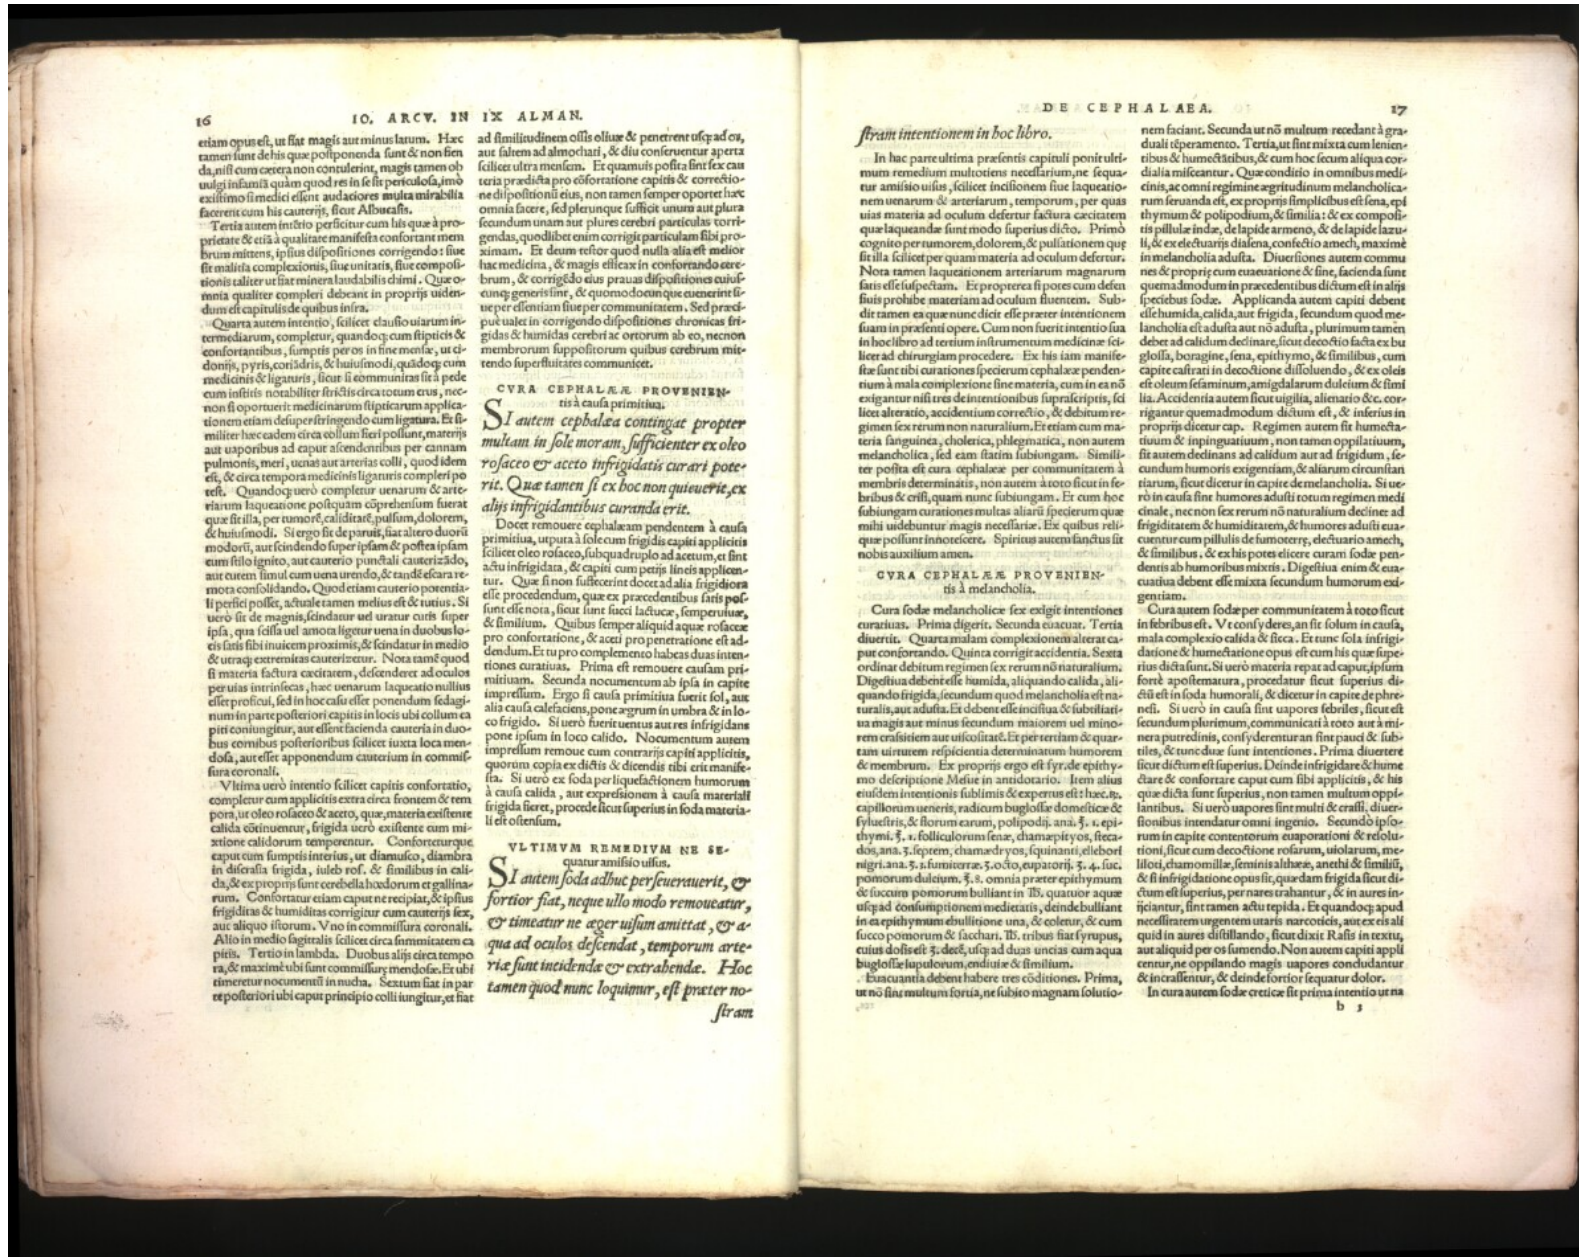 16 IO. ARCV. IN IX ALMAN.
etiam opus est, ut fiat magis aut minus latum. Hæc
tamen sunt de his quæ postponenda sunt & non fien
da, nisi cum cætera non contulerint, magis tamen ob
uulgi infamiã quàm quod res in se sit periculosa, imò
existimo si medici essent audaciores multa mirabilia
facerent cum his cauterijs, sicut Albucasis.
Tertia autem intẽtio perficitur cum his quæ à pro-
prietate & etiã à qualitate manifesta confortant mem
brum mittens, ipsius dispositiones corrigendo: siue
sit malitia complexionis, siue unitatis, siue composi-
tionis taliter ut fiat minera laudabilis chimi. Quæ o-
mnia qualiter compleri debeant in proprijs uiden-
dum est capitulis de quibus infra.
Quarta autem intentio, scilicet clausio uiarum in-
termediarum, completur, quandoq; cum stipticis &
confortantibus, sumptis per os in fine mensæ, ut ci-
donijs, pyris, coriãdris, & huiusmodi, quãdoq; cum
medicinis & ligaturis, sicut si communitas sit à pede
cum institis notabiliter strictis circa totum crus, nec-
non si oportuerit medicinarum stipticarum applica-
tionem etiam desuper stringendo cum ligatura. Et si-
militer hæc eadem circa collum fieri possunt, materijs
aut uaporibus ad caput ascendentibus per cannam
pulmonis, meri, uenas aut arterias colli, quod idem
est, & circa tempora medicinis ligaturis compleri po
test. Quandoq; uerò completur uenarum & arte-
riarum laqueatione postquam cõprehensum fuerat
quæ sit illa, per tumorẽ, caliditatẽ, pulsum, dolorem,
& huiusmodi. Si ergo sit de paruis, fiat altero duorũ
modorũ, aut scindendo super ipsam & postea ipsam
cum stilo ignito, aut cauterio punctali cauterizãdo,
aut cutem simul cum uena urendo, & tandẽ escara re-
mota consolidando. Quod etiam cauterio potentia-
li perfici posset, actuale tamen melius est & tutius. Si
uerò sit de magnis, scindatur uel uratur cutis super
ipsa, qua scissa uel amota ligetur uena in duobus lo-
cis satis sibi inuicem proximis, & scindatur in medio
& utraq; extremitas cauterizetur. Nota tamẽ quod
si materia factura cæcitatem, descenderet ad oculos
per uias intrinsecas, hæc uenarum laqueatio nullius
esset proficui, sed in hoc casu esset ponendum sedagi-
num in parte posteriori capitis in locis ubi collum ca
piti coniungitur, aut essent facienda cauteria in duo-
bus cornibus posterioribus scilicet iuxta loca men-
dosa, aut esset apponendum cauterium in commis-
sura coronali.
Vltima uerò intentio scilicet capitis confortatio,
completur cum applicitis extra circa frontem & tem
pora, ut oleo rosaceo & aceto, quæ, materia existente
calida cõtinuentur, frigida uerò existente cum mi-
xtione calidorum temperentur. Conforteturque
caput cum sumptis interius, ut diamusco, diambra
in discrasia frigida, iuleb ros. & similibus in cali-
da, & ex proprijs sunt cerebella hœdorum et gallina-
rum. Confortatur etiam caput ne recipiat, & ipsius
frigiditas & humiditas corrigitur cum cauterijs sex,
aut aliquo istorum. Vno in commissura coronali.
Alio in medio sagittalis scilicet circa summitatem ca
pitis. Tertio in lambda. Duobus alijs circa tempo
ra, & maximè ubi sunt commissuræ mendosæ. Et ubi
timeretur nocumentũ in nucha. Sextum fiat in par
te posteriori ubi caput principio colli iungitur, et fiat
ad similitudinem ossis oliuæ & penetrent usq; ad os,
aut saltem ad almochati, & diu conseruentur aperta
scilicet ultra mensem. Et quamuis posita sint sex cau
teria prædicta pro cõfortatione capitis & correctio-
ne dispositionũ eius, non tamen semper oportet hæc
omnia facere, sed plerunque sufficit unum aut plura
secundum unam aut plures cerebri particulas corri-
gendas, quodlibet enim corrigit particulam sibi pro-
ximam. Et deum testor quod nulla alia est melior
hac medicina, & magis efficax in confortando cere-
brum, & corrigẽdo eius prauas dispositiones cuius-
cunq; generis sint, & quomodocunque euenerint si-
ue per essentiam siue per communitatem. Sed præci-
puè ualet in corrigendo dispositiones chronicas fri-
gidas & humidas cerebri ac ortorum ab eo, necnon
membrorum suppositorum quibus cerebrum mit-
tendo superfluitates communicet.
CVRA CEPHALÆÆ PROVENIEN-
tis à causa primitiua.
SI autem cephalæa contingat propter
multam in sole moram, sufficienter ex oleo
rosaceo & aceto infrigidatis curari pote-
rit. Quæ tamen si ex hoc non quieuerit, ex
alijs infrigidantibus curanda erit.
Docet remouere cephalæam pendentem à causa
primitiua, utputa à sole cum frigidis capiti applicitis
scilicet oleo rosaceo, subquadruplo ad acetum, et sint
actu infrigidata, & capiti cum petijs lineis applicen-
tur. Quæ si non suffecerint docet ad alia frigidiora
esse procedendum, quæ ex præcedentibus satis pos-
sunt esse nota, sicut sunt succi lactucæ, semperuiuæ,
& similium. Quibus semper aliquid aquæ rosaceæ
pro confortatione, & aceti pro penetratione est ad-
dendum. Et tu pro complemento habeas duas inten-
tiones curatiuas. Prima est remouere causam pri-
mitiuam. Secunda nocumentum ab ipsa in capite
impressum. Ergo si causa primitiua fuerit sol, aut
alia causa calefaciens, pone ægrum in umbra & in lo-
co frigido. Si uerò fuerit uentus aut res infrigidans
pone ipsum in loco calido. Nocumentum autem
impressum remoue cum contrarijs capiti applicitis,
quorum copia ex dictis & dicendis tibi erit manife-
sta. Si uerò ex soda per liquefactionem humorum
à causa calida, aut expressionem à causa materiali
frigida fieret, procede sicut superius in soda materia-
li est ostensum.
VLTIMVM REMEDIVM NE SE-
quatur amissio uisus.
SI autem soda adhuc perseuerauerit, &
fortior fiat, neque ullo modo remoueatur,
& timeatur ne æger uisum amittat, & a-
qua ad oculos descendat, temporum arte-
riæ sunt incidendæ & extrahendæ. Hoc
tamen quod nunc loquimur, est præter no-
stram
DE CEPHALAEA. 17
stram intentionem in hoc libro.
In hac parte ultima præsentis capituli ponit ulti-
mum remedium multotiens necessarium, ne sequa-
tur amissio uisus, scilicet incisionem siue laqueatio-
nem uenarum & arteriarum, temporum, per quas
uias materia ad oculum defertur factura cæcitatem
quæ laqueandæ sunt modo superius dicto. Primò
cognito per tumorem, dolorem, & pulsationem quę
sit illa scilicet per quam materia ad oculum defertur.
Nota tamen laqueationem arteriarum magnarum
satis esse suspectam. Et propterea si potes cum defen
siuis prohibe materiam ad oculum fluentem. Sub-
dit tamen ea quæ nunc dicit esse præter intentionem
suam in præsenti opere. Cum non fuerit intentio sua
in hoc libro ad tertium instrumentum medicinæ sci-
licet ad chirurgiam procedere. Ex his iam manife-
stæ sunt tibi curationes specierum cephalææ penden-
tium à mala complexione sine materia, cum in ea nõ
exigantur nisi tres de intentionibus suprascriptis, sci
licet alteratio, accidentium correctio, & debitum re-
gimen sex rerum non naturalium. Et etiam cum ma-
teria sanguinea, cholerica, phlegmatica, non autem
melancholica, sed eam statim subiungam. Simili-
ter posita est cura cephalææ per communitatem à
membris determinatis, non autem à toto sicut in fe-
bribus & crisi, quam nunc subiungam. Et cum hoc
subiungam curationes multas aliarũ specierum quæ
mihi uidebuntur magis necessariæ. Ex quibus reli-
quæ possunt innotescere. Spiritus autem sanctus sit
nobis auxilium amen.
CVRA CEPHALÆÆ PROVENIEN-
tis à melancholia.
Cura sodæ melancholicæ sex exigit intentiones
curatiuas. Prima digerit. Secunda euacuat. Tertia
diuertit. Quarta malam complexionem alterat ca-
put confortando. Quinta corrigit accidentia. Sexta
ordinat debitum regimen sex rerum nõ naturalium.
Digestiua debent esse humida, aliquando calida, ali-
quando frigida, secundum quod melancholia est na-
turalis, aut adusta. Et debent esse incisiua & subtiliati-
ua magis aut minus secundum maiorem uel mino-
rem crassitiem aut uiscositatẽ. Et per tertiam & quar-
tam uirtutem respicientia determinatum humorem
& membrum. Ex proprijs ergo est syr. de epithy-
mo descriptione Mesue in antidotario. Item alius
eiusdem intentionis sublimis & expertus est: hæc. ℞.
capillorum ueneris, radicum buglossæ domesticæ &
syluestris, & florum earum, polipodij. ana. ʒ. 1. epi-
thymi. ℥. 1. folliculorum senæ, chamæpityos, stœca-
dos, ana. ʒ. septem, chamædryos, squinanti, ellebori
nigri. ana. ʒ. 1. fumiterræ. ʒ. octo, eupatorij. ʒ. 4. suc.
pomorum dulcium. ℥. 8. omnia præter epithymum
& succum pomorum bulliant in ℔. quatuor aquæ
usq; ad consumptionem medietatis, deinde bulliant
in ea epithymum ebullitione una, & coletur, & cum
succo pomorum & sacchari. ℔. tribus fiat syrupus,
cuius dosis est ʒ. decẽ, usq; ad duas uncias cum aqua
buglossæ lupulorum, endiuiæ & similium.
Euacuantia debent habere tres cõditiones. Prima,
ut nõ sint multum fortia, ne subito magnam solutio-
nem faciant. Secunda ut nõ multum recedant à gra-
duali tẽperamento. Tertia, ut sint mixta cum lenien-
tibus & humectãtibus, & cum hoc secum aliqua cor-
dialia misceantur. Quæ conditio in omnibus medi-
cinis, ac omni regimine ægritudinum melancholica-
rum seruanda est, ex proprijs simplicibus est sena, epi
thymum & polipodium, & similia: & ex composi-
tis pillulæ indæ, de lapide armeno, & de lapide lazu-
li, & ex electuarijs diasena, confectio amech, maximè
in melancholia adusta. Diuersiones autem commu
nes & proprię cum euacuatione & sine, facienda sunt
quemadmodum in præcedentibus dictum est in alijs
speciebus sodæ. Applicanda autem capiti debent
esse humida, calida, aut frigida, secundum quod me-
lancholia est adusta aut nõ adusta, plurimum tamẽn
debet ad calidum declinare, sicut decoctio facta ex bu
glossa, boragine, sena, epithymo, & similibus, cum
capite castrati in decoctione dissoluendo, & ex oleis
est oleum sesaminum, amigdalarum dulcium & simi
lia. Accidentia autem sicut uigilia, alienatio &c. cor-
rigantur quemadmodum dictum est, & inferius in
proprijs dicetur cap. Regimen autem sit humecta-
tiuum & inpinguatiuum, non tamen oppilatiuum,
sit autem declinans ad calidum aut ad frigidum, se-
cundum humoris exigentiam, & aliarum circunstan
tiarum, sicut dicetur in capite de melancholia. Si ue-
rò in causa sint humores adusti totum regimen medi
cinale, necnon sex rerum nõ naturalium declinet ad
frigiditatem & humiditatem, & humores adusti eua-
cuentur cum pillulis de fumoterrę, electuario amech,
& similibus. & ex his potes elicere curam sodæ pen-
dentis ab humoribus mixtis. Digestiua enim & eua-
cuatiua debent esse mixta secundum humorum exi-
gentiam.
Cura autem sodæ per communitatem à toto sicut
in febribus est. Vt consyderes, an sit solum in causa,
mala complexio calida & sicca. Et tunc sola infrigi-
datione & humectatione opus est cum his quæ supe-
rius dicta sunt. Si uerò materia repat ad caput, ipsum
fortè apostematura, procedatur sicut superius di-
ctũ est in soda humorali, & dicetur in capite de phre-
nesi. Si uerò in causa sint uapores febriles, sicut est
secundum plurimum, communicati à toto aut à mi-
nera putredinis, consyderentur an sint pauci & sub-
tiles, & tunc duæ sunt intentiones. Prima diuertere
sicut dictum est superius. Deinde infrigidare & hume
ctare & confortare caput cum sibi applicitis, & his
quæ dicta sunt superius, non tamen multum oppi-
lantibus. Si uerò uapores sint multi & crassi, diuer-
sionibus intendatur omni ingenio. Secundò ipso-
rum in capite contentorum euaporationi & resolu-
tioni, sicut cum decoctione rosarum, uiolarum, me-
liloti, chamomillæ, seminis althææ, anethi & similiũ,
& si infrigidatione opus sit, quædam frigida sicut di-
ctum est superius, per nares trahantur, & in aures in-
ijciantur, sint tamen actu tepida. Et quandoq; apud
necessitatem urgentem utaris narcoticis, aut ex eis ali
quid in aures distillando, sicut dixit Rasis in textu,
aut aliquid per os sumendo. Non autem capiti appli
centur, ne oppilando magis uapores concludantur
& incrassentur, & deinde fortior sequatur dolor.
In cura autem sodæ creticæ sit prima intentio ut na
b 3